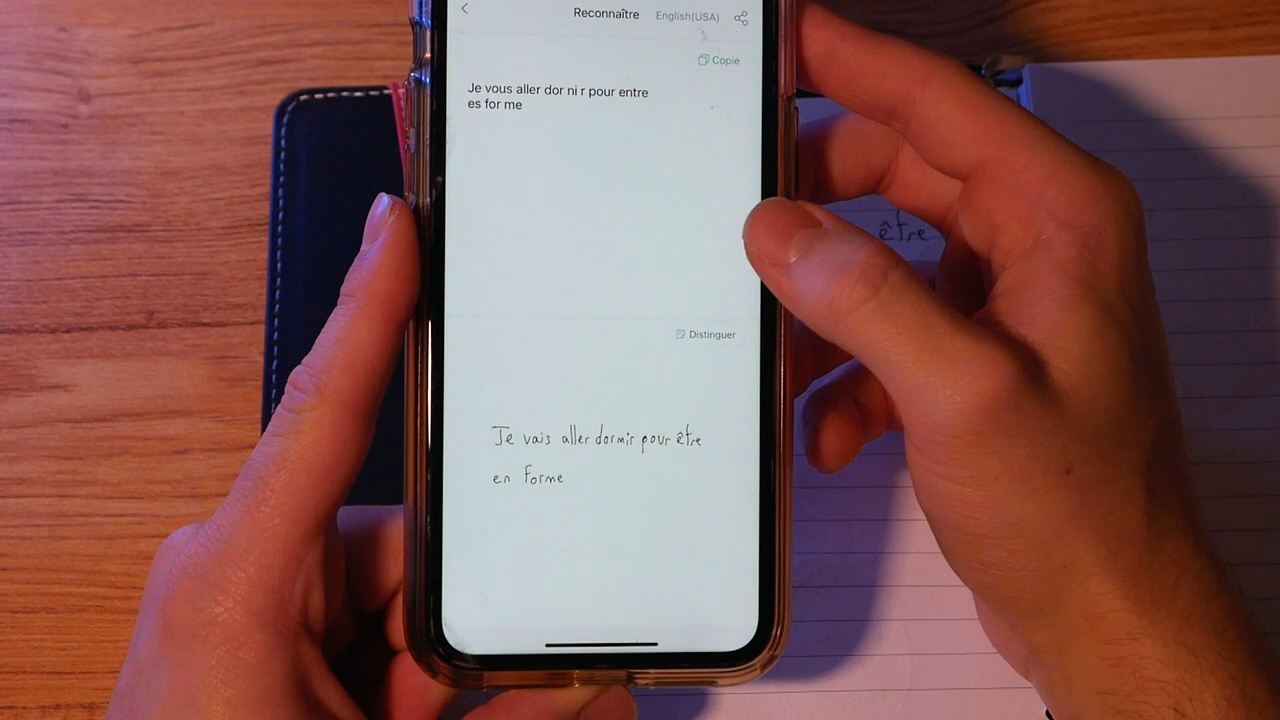 Reconnaître English(USA)
Copie
Je vous aller dor ni r pour entre
es for me
être
Distinguer
Je vais aller dormir pour être
en forme